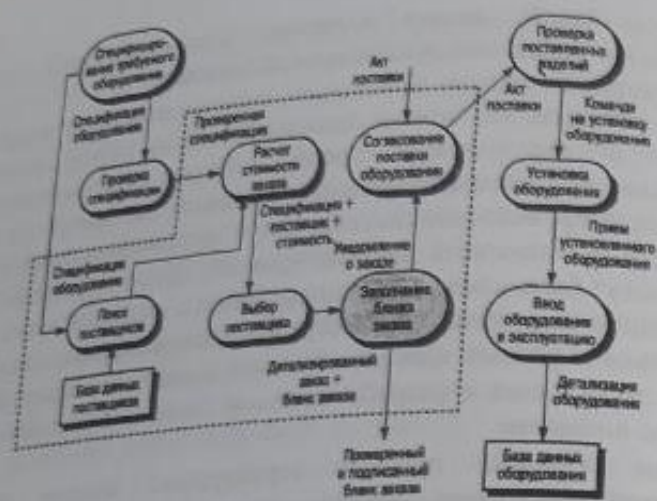 Специфициро-
вание требуемого
оборудования
Спецификация
оборудования
Проверка
спецификации
Проверенная
спецификация
Расчет
стоимости
заказа
Спецификация +
поставщик +
стоимость
Спецификация
оборудования
Поиск
поставщиков
База данных
поставщиков
Выбор
поставщика
Заполнение
бланка
заказа
Уведомление
о заказе
Детализированный
заказ +
бланк заказа
Проверенный
и подписанный
бланк заказа
Акт
поставки
Согласование
поставки
оборудования
Акт
поставки
Проверка
поставленных
изделий
Команда
на установку
оборудования
Установка
оборудования
Прием
установленного
оборудования
Ввод
оборудования
в эксплуатацию
Детализация
оборудования
База данных
оборудования